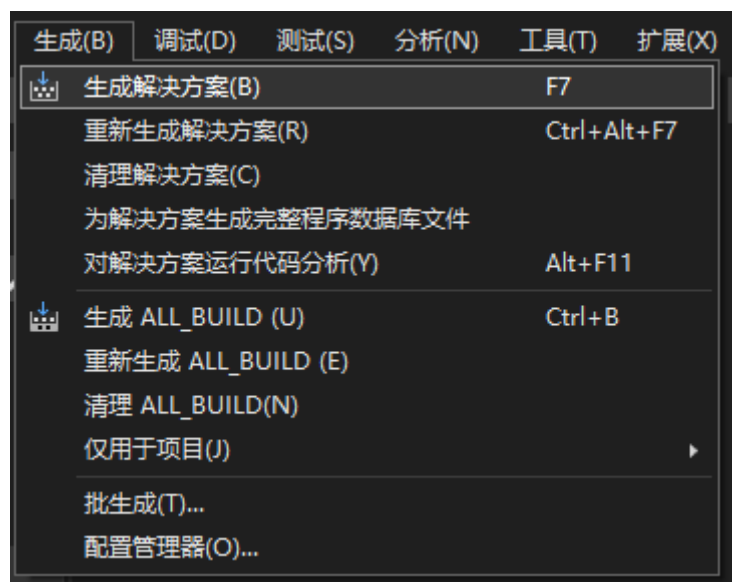 生成(B) 调试(D) 测试(S) 分析(N) 工具(T) 扩展(X)
生成解决方案(B) F7
重新生成解决方案(R) Ctrl+Alt+F7
清理解决方案(C)
为解决方案生成完整程序数据库文件
对解决方案运行代码分析(Y) Alt+F11
生成 ALL_BUILD (U) Ctrl+B
重新生成 ALL_BUILD (E)
清理 ALL_BUILD(N)
仅用于项目(J)
批生成(T)...
配置管理器(O)...